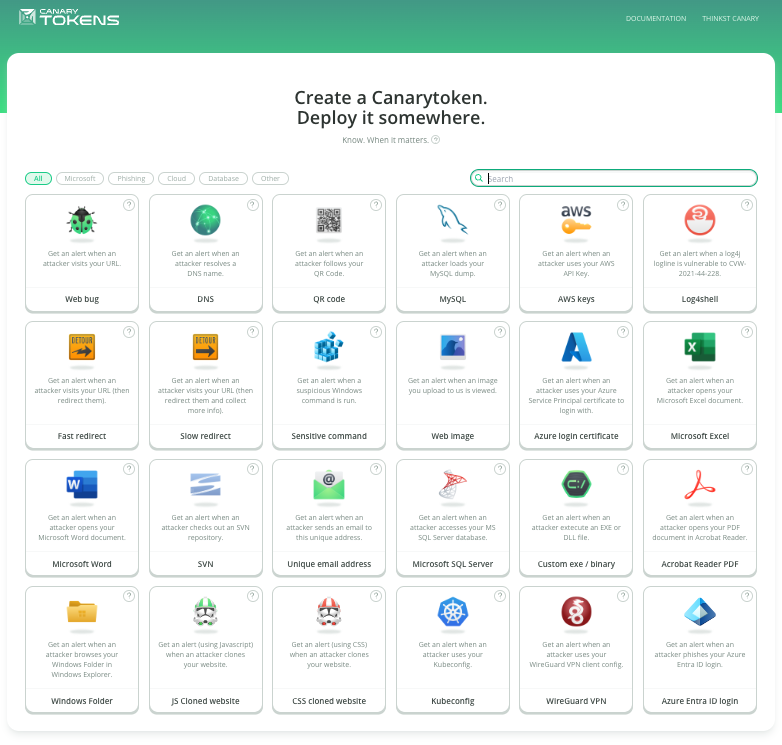 CANARY
TOKENS
DOCUMENTATION
THINKST CANARY
Create a Canarytoken.
Deploy it somewhere.
Know. When it matters. ?
All
Microsoft
Phishing
Cloud
Database
Other
Search
?
Get an alert when an
attacker visits your URL.
Web bug
?
Get an alert when an
attacker resolves a
DNS name.
DNS
?
Get an alert when an
attacker follows your
QR Code.
QR code
?
Get an alert when an
attacker loads your
MySQL dump.
MySQL
?
aws
Get an alert when an
attacker uses your AWS
API Key.
AWS keys
?
Get an alert when a log4j
logline is vulnerable to CVW-
2021-44-228.
Log4shell
?
DETOUR
Get an alert when an
attacker visits your URL (then
redirect them).
Fast redirect
?
DETOUR
Get an alert when an
attacker visits your URL (then
redirect them and collect
more info).
Slow redirect
?
Get an alert when a
suspicious Windows
command is run.
Sensitive command
?
Get an alert when an image
you upload to us is viewed.
Web image
?
Get an alert when an
attacker uses your Azure
Service Principal certificate to
login with.
Azure login certificate
?
X
Get an alert when an
attacker opens your
Microsoft Excel document.
Microsoft Excel
?
W
Get an alert when an
attacker opens your
Microsoft Word document.
Microsoft Word
?
Get an alert when an
attacker checks out an SVN
repository.
SVN
?
@
Get an alert when an
attacker sends an email to
this unique address.
Unique email address
?
Get an alert when an
attacker accesses your MS
SQL Server database.
Microsoft SQL Server
?
C:/
Get an alert when an
attacker execute an EXE or
DLL file.
Custom exe / binary
?
Get an alert when an
attacker opens your PDF
document in Acrobat Reader.
Acrobat Reader PDF
?
Get an alert when an
attacker browses your
Windows Folder in
Windows Explorer.
Windows Folder
?
Get an alert (using Javascript)
when an attacker clones
your website.
JS Cloned website
?
Get an alert (using CSS)
when an attacker clones
your website.
CSS cloned website
?
Get an alert when an
attacker uses your
Kubeconfig.
Kubeconfig
?
Get an alert when an
attacker uses your
WireGuard VPN client config.
WireGuard VPN
?
Get an alert when an
attacker phishes your Azure
Entra ID login.
Azure Entra ID login